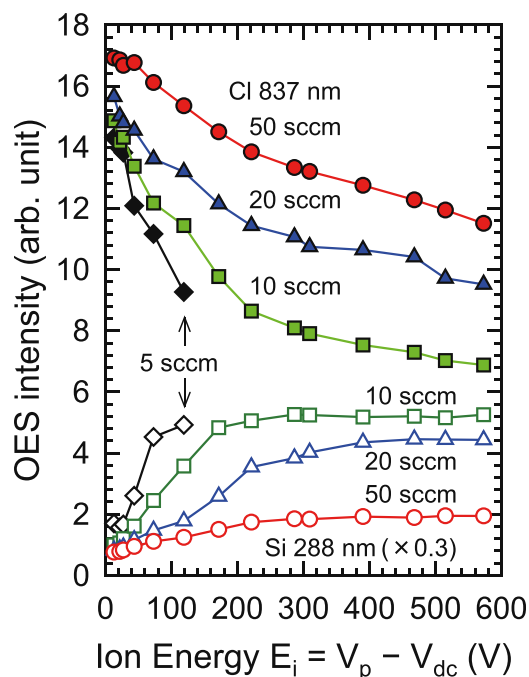 18
16
14
12
10
8
6
4
2
0
OES intensity (arb. unit)
Cl 837 nm
50 sccm
20 sccm
10 sccm
5 sccm
10 sccm
20 sccm
50 sccm
Si 288 nm (×0.3)
0 100 200 300 400 500 600
Ion Energy Ei = Vp − Vdc (V)